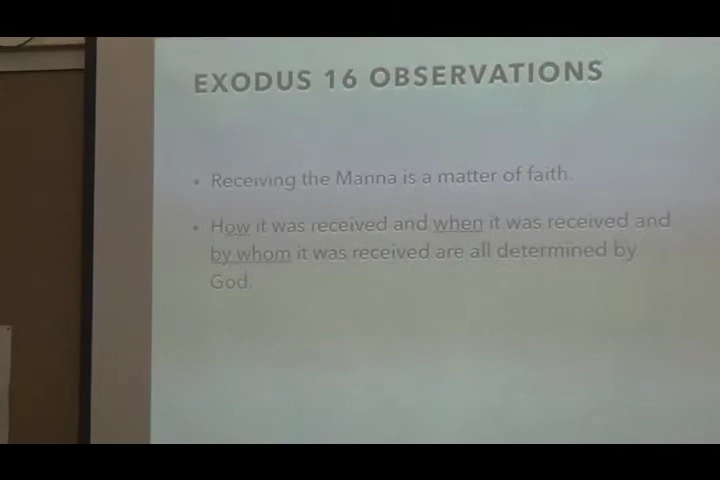 EXODUS 16 OBSERVATIONS
• Receiving the Manna is a matter of faith.
• How it was received and when it was received and
by whom it was received are all determined by
God.